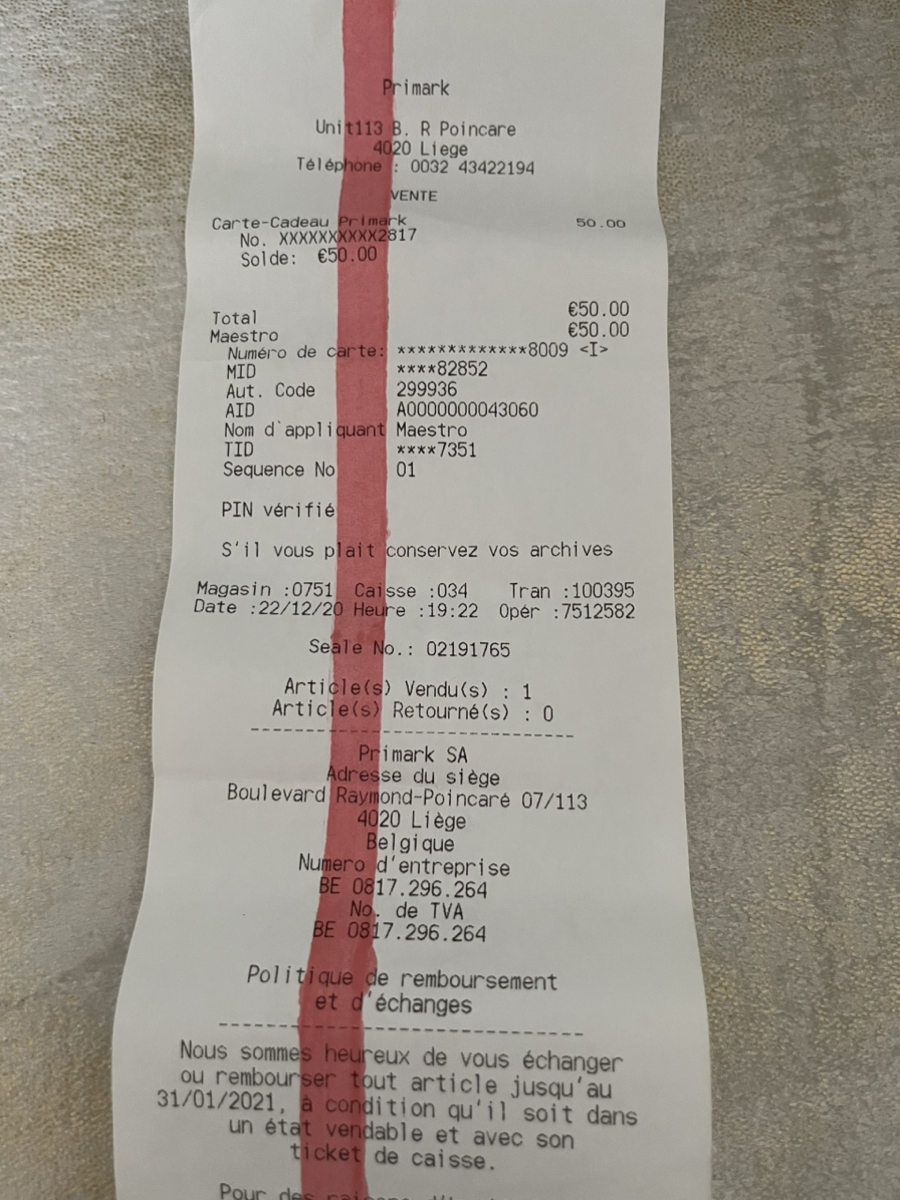 Primark
Unit113 B. R Poincare
4020 Liege
Téléphone : 0032 43422194
VENTE
Carte-Cadeau Primark 50.00
No. XXXXXXXXXX2817
Solde: €50.00
Total €50.00
Maestro €50.00
Numéro de carte: *************8009 <I>
MID ****82852
Aut. Code 299936
AID A0000000043060
Nom d`appliquant Maestro
TID ****7351
Sequence No 01
PIN vérifié
S'il vous plait conservez vos archives
Magasin :0751 Caisse :034 Tran :100395
Date :22/12/20 Heure :19:22 Opér :7512582
Seale No.: 02191765
Article(s) Vendu(s) : 1
Article(s) Retourné(s) : 0
Primark SA
Adresse du siège
Boulevard Raymond-Poincaré 07/113
4020 Liège
Belgique
Numero d'entreprise
BE 0817.296.264
No. de TVA
BE 0817.296.264
Politique de remboursement
et d'échanges
Nous sommes heureux de vous échanger
ou rembourser tout article jusqu'au
31/01/2021, à condition qu'il soit dans
un état vendable et avec son
ticket de caisse.
Pour des